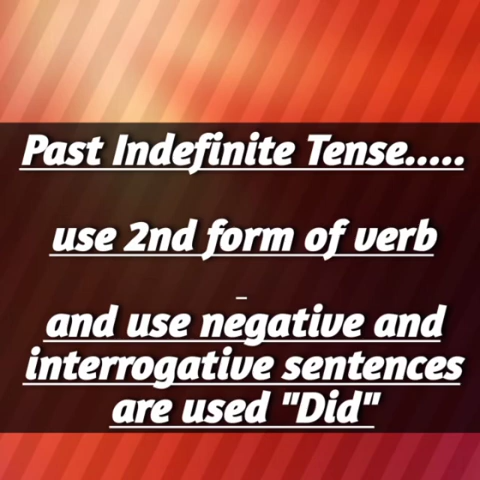 Past Indefinite Tense.....
use 2nd form of verb
_
and use negative and
interrogative sentences
are used "Did"